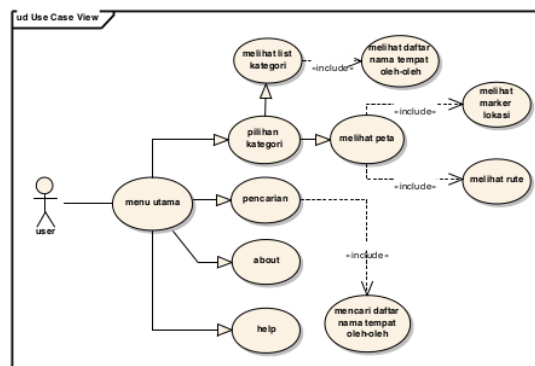 ud Use Case View
melihat list
kategori
«include»
melihat daftar
nama tempat
oleh-oleh
pilihan
kategori
melihat peta
«include»
melihat
marker
lokasi
«include»
melihat rute
user
menu utama
pencarian
«include»
about
help
mencari daftar
nama tempat
oleh-oleh